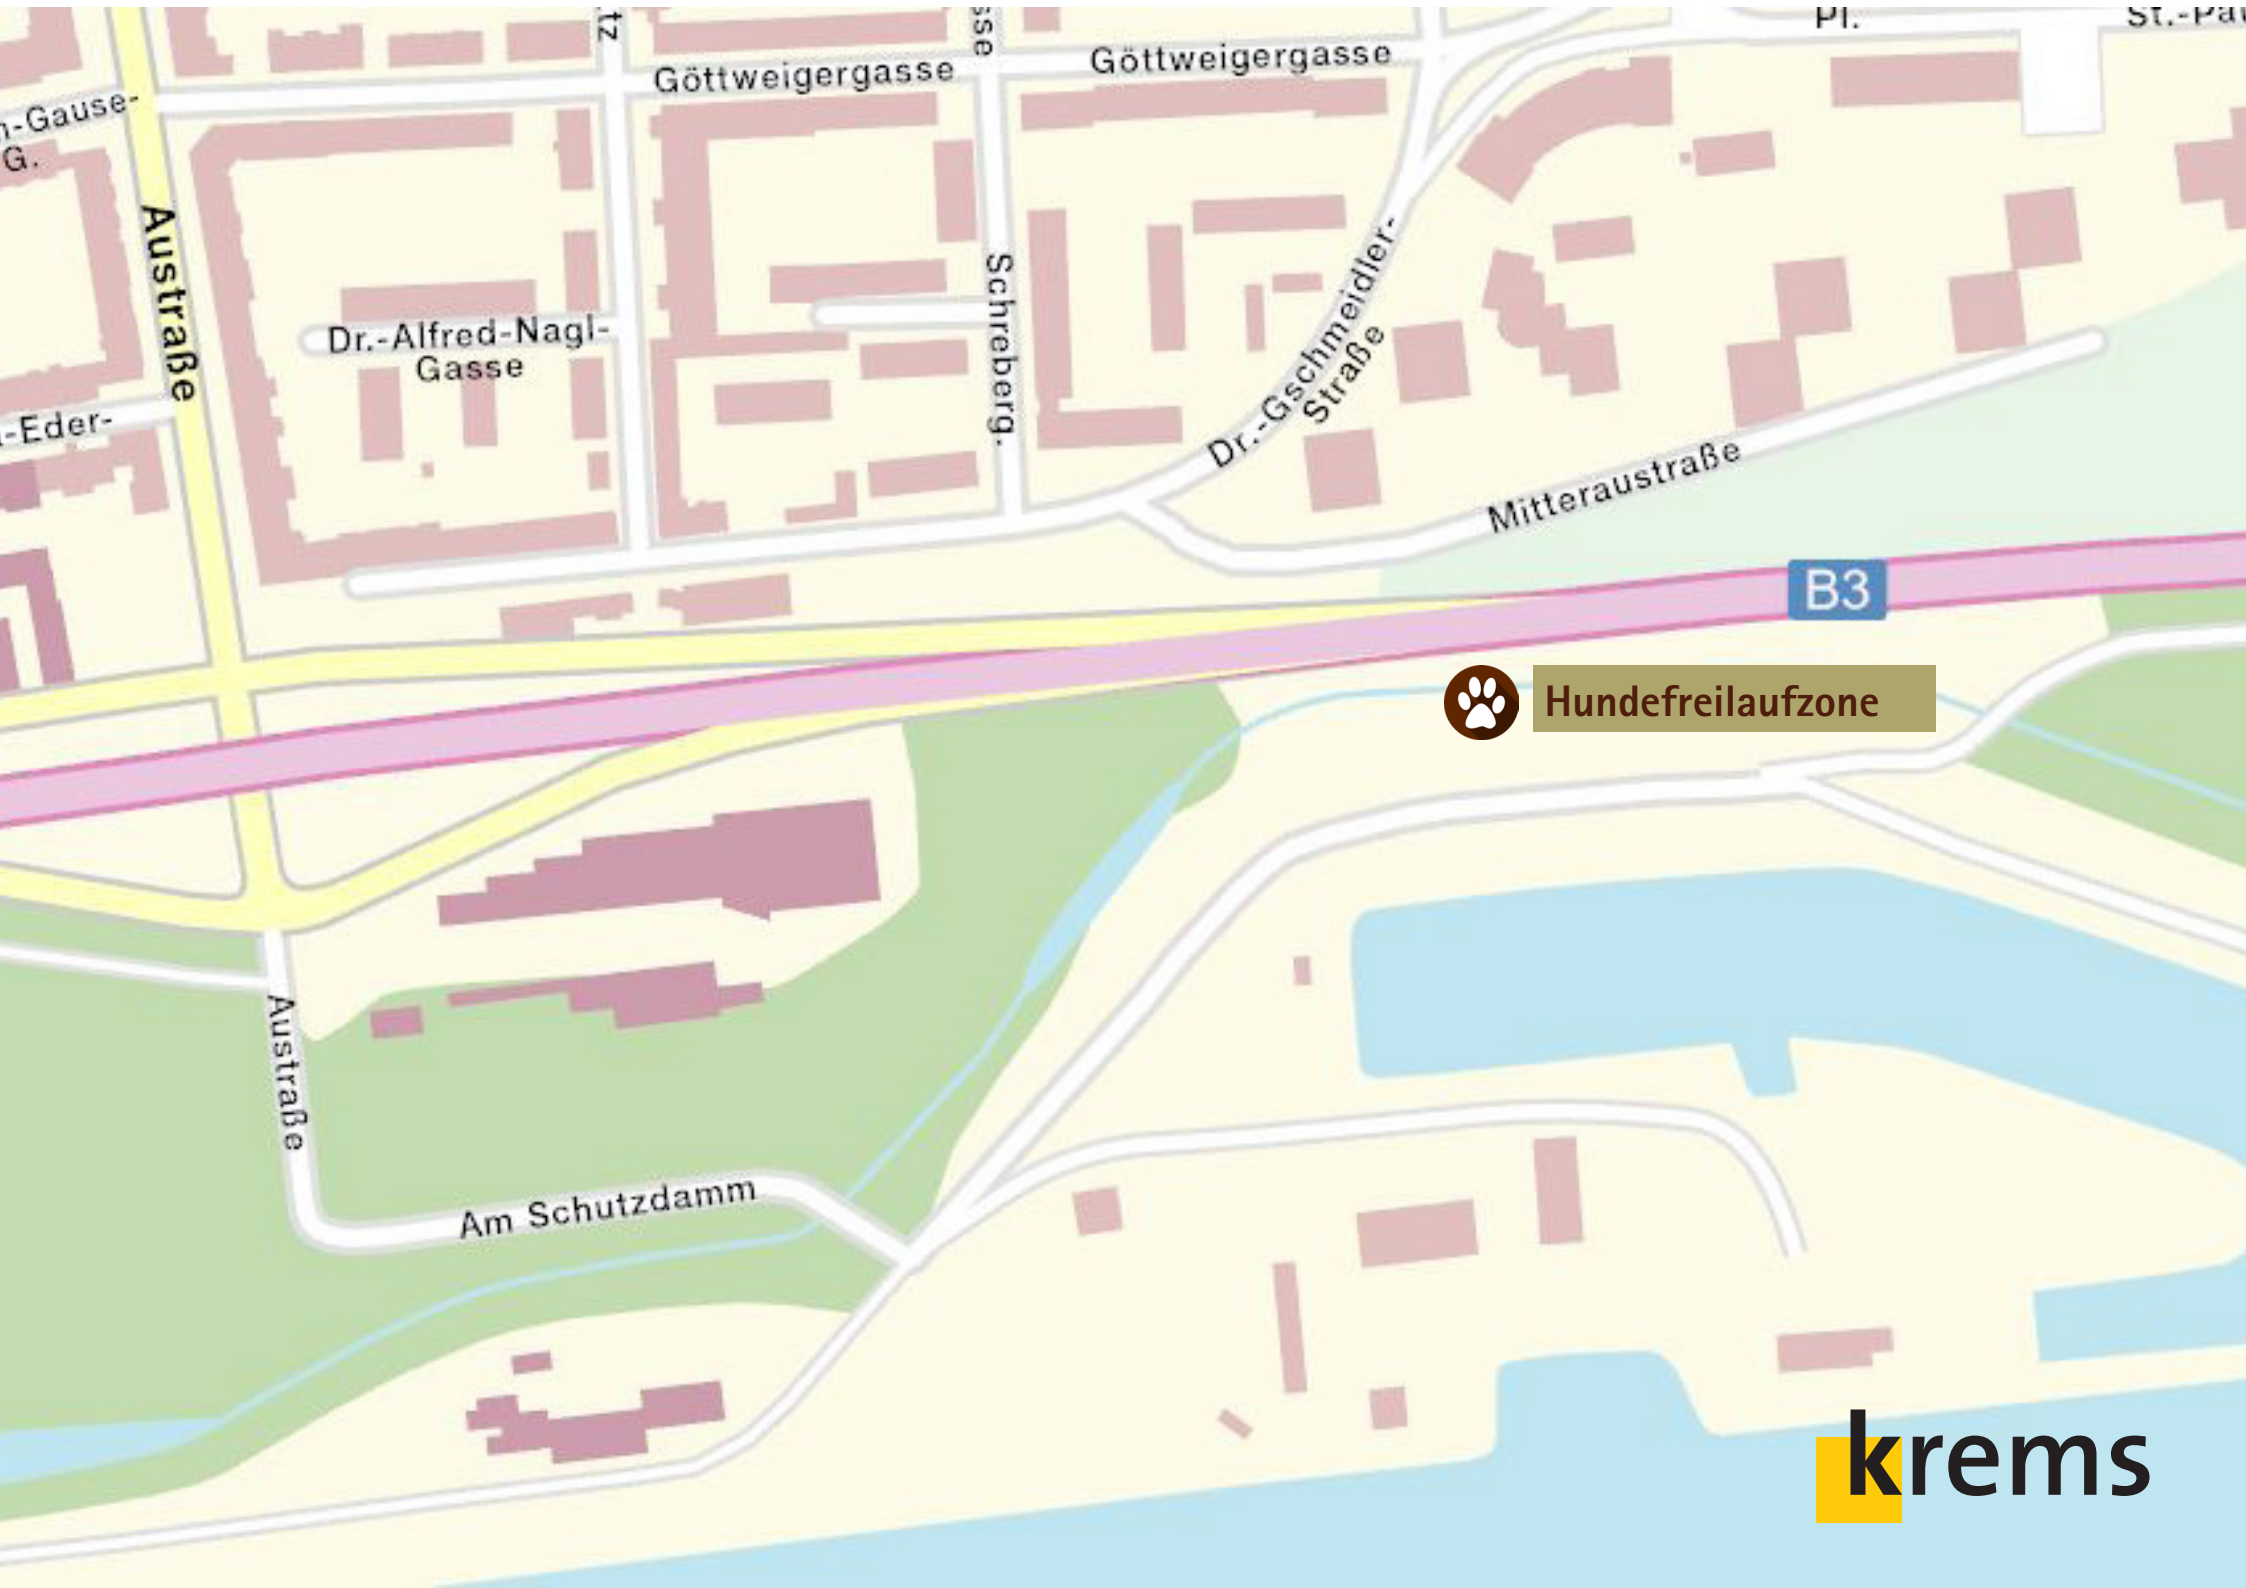 Pl.
Göttweigergasse
Göttweigergasse
G.
Austraße
Schreberg.
Dr.-Gschmeidler-
Straße
Dr.-Alfred-Nagl-
Gasse
-Eder-
Mitteraustraße
B3
Hundefreilaufzone
Austraße
Am Schutzdamm
krems